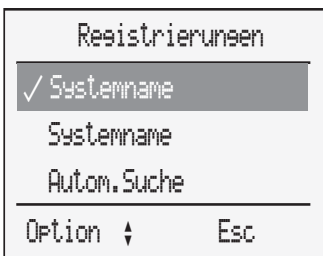 Registrierungen
✓ Systemname
Systemname
Autom.Suche
Option Esc